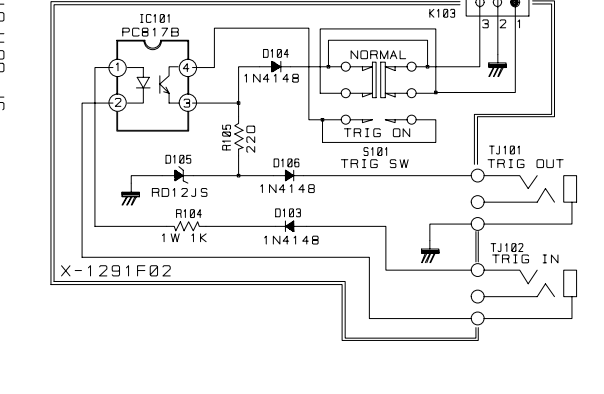 IC101
PC817B
K103
3 2 1
1
4
2
3
D104
1N4148
NORMAL
R105
220
TRIG ON
S101
TRIG SW
TJ101
TRIG OUT
D105
RD12JS
D106
1N4148
R104
1W 1K
D103
1N4148
TJ102
TRIG IN
X-1291F02